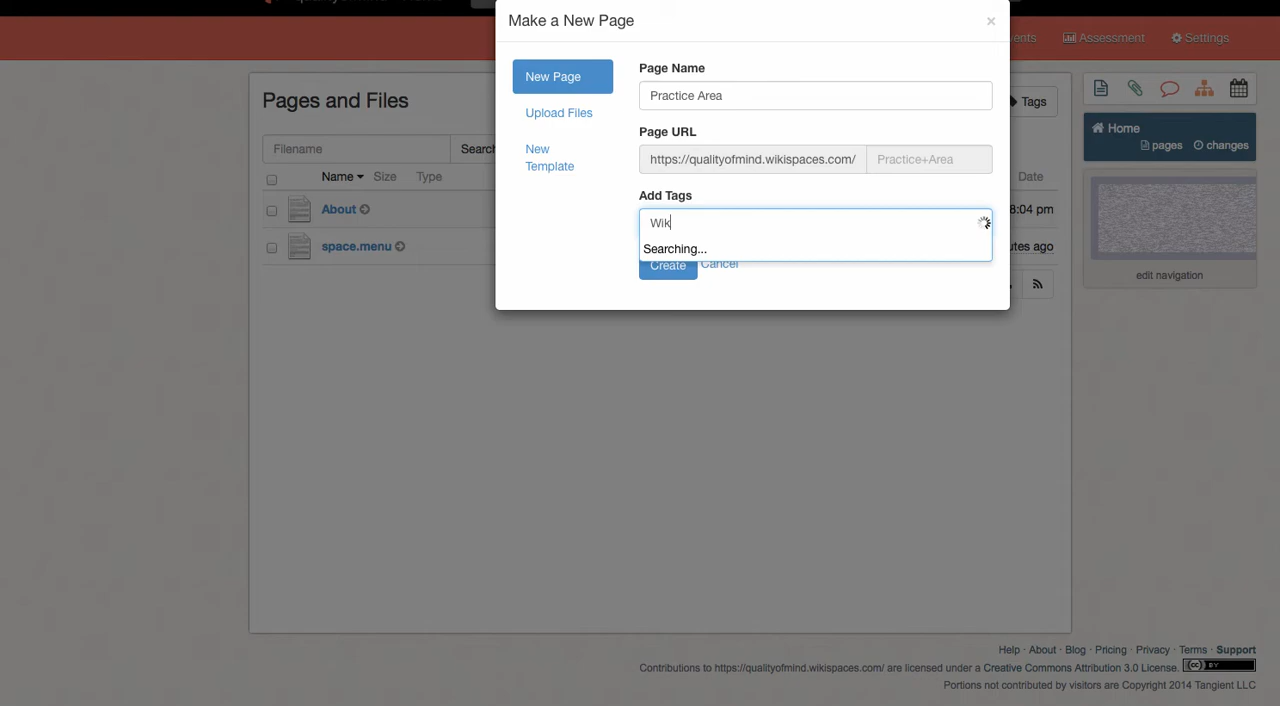 Make a New Page ×
New Page
Upload Files
New
Template
Page Name
Practice Area
Page URL
https://qualityofmind.wikispaces.com/ Practice+Area
Add Tags
Wik
Searching...
Create Cancel
Assessment Settings
Pages and Files
Tags
Filename
Search
Name Size Type
Date
About
8:04 pm
space.menu
Home
pages changes
edit navigation
Help · About · Blog · Pricing · Privacy · Terms · Support
Contributions to https://qualityofmind.wikispaces.com/ are licensed under a Creative Commons Attribution 3.0 License. (cc) BY
Portions not contributed by visitors are Copyright 2014 Tangient LLC